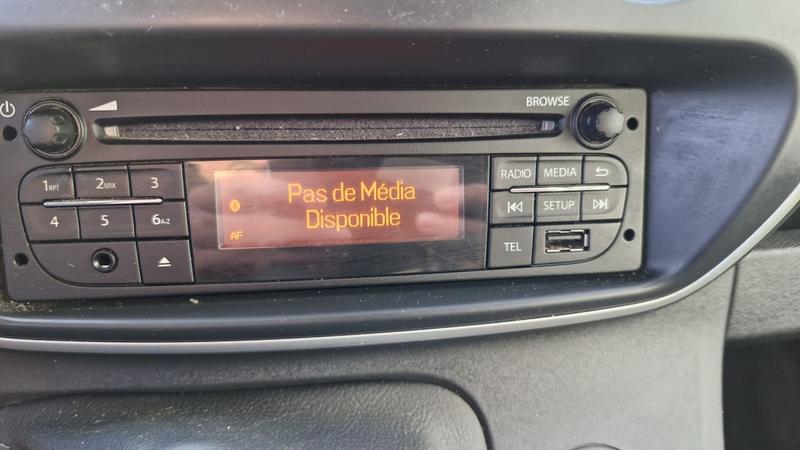 BROWSE
1RPT 2MIX 3
4 5 6A-Z
Pas de Média
Disponible
AF
RADIO MEDIA
SETUP
TEL